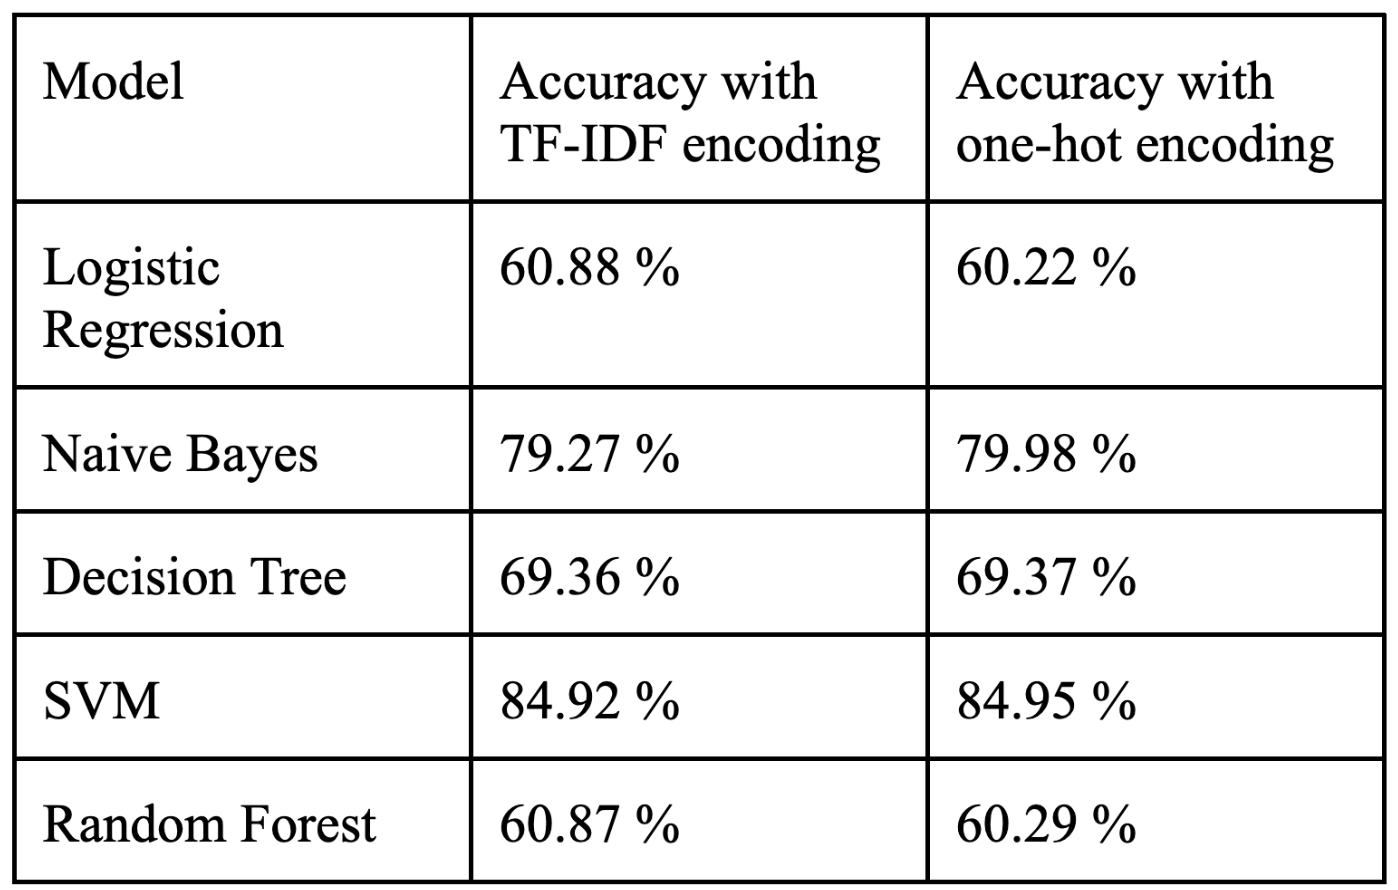 Model
Accuracy with
TF-IDF encoding
Accuracy with
one-hot encoding
Logistic
Regression
60.88 %
60.22 %
Naive Bayes
79.27 %
79.98 %
Decision Tree
69.36 %
69.37 %
SVM
84.92 %
84.95 %
Random Forest
60.87 %
60.29 %